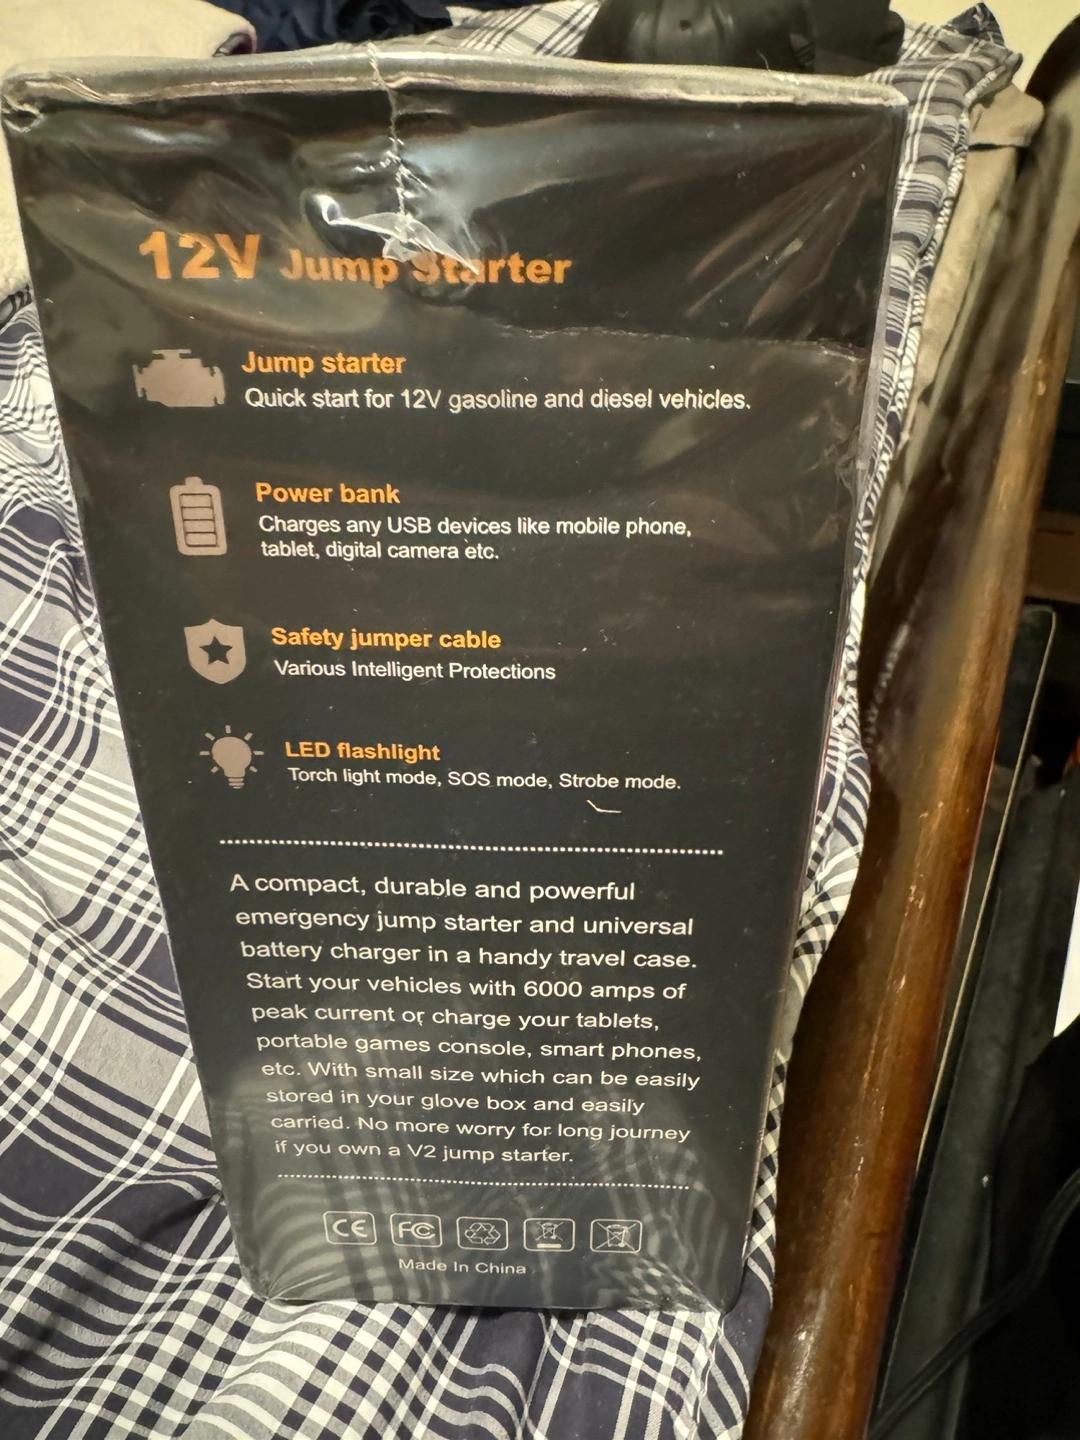 12V Jump Starter
Jump starter
Quick start for 12V gasoline and diesel vehicles.
Power bank
Charges any USB devices like mobile phone,
tablet, digital camera etc.
Safety jumper cable
Various Intelligent Protections
LED flashlight
Torch light mode, SOS mode, Strobe mode.
A compact, durable and powerful
emergency jump starter and universal
battery charger in a handy travel case.
Start your vehicles with 6000 amps of
peak current or charge your tablets,
portable games console, smart phones,
etc. With small size which can be easily
stored in your glove box and easily
carried. No more worry for long journey
if you own a V2 jump starter.
CE FC
Made In China